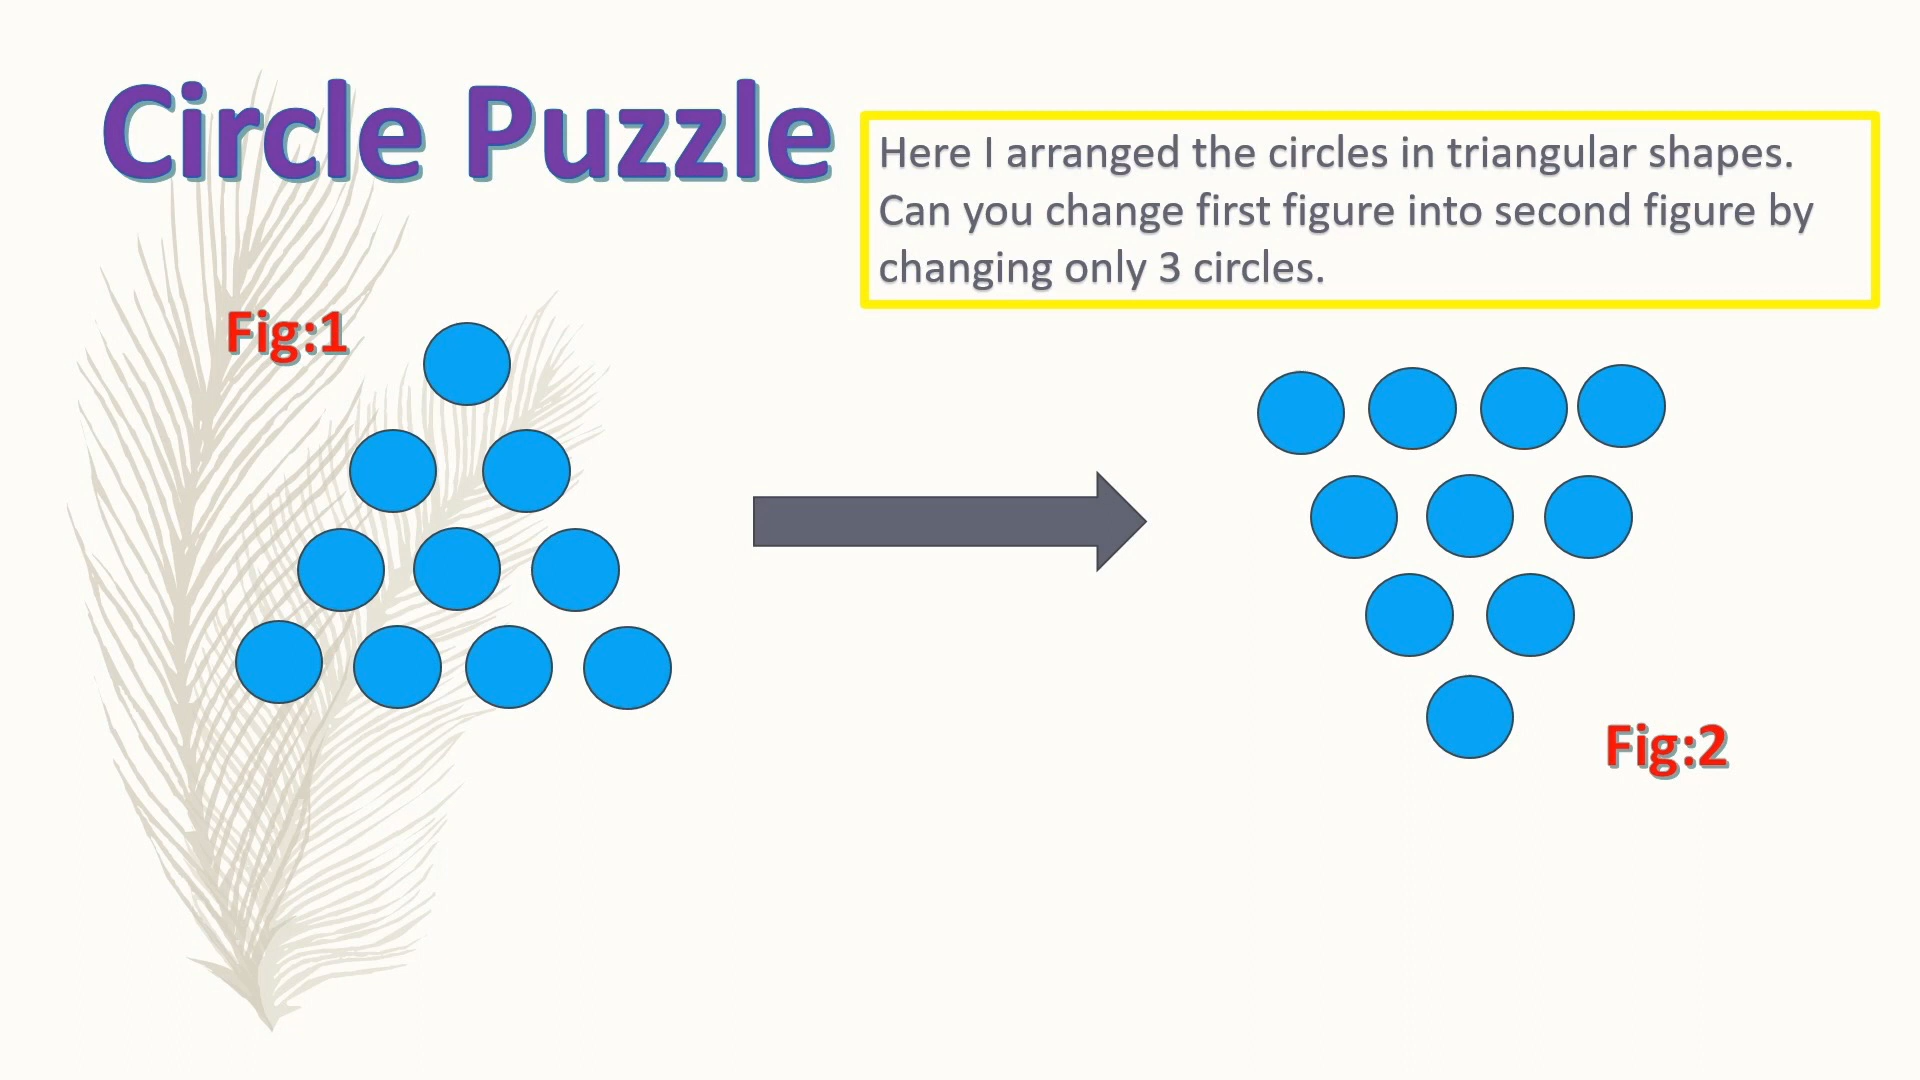 Circle Puzzle
Here I arranged the circles in triangular shapes.
Can you change first figure into second figure by
changing only 3 circles.
Fig:1
Fig:2